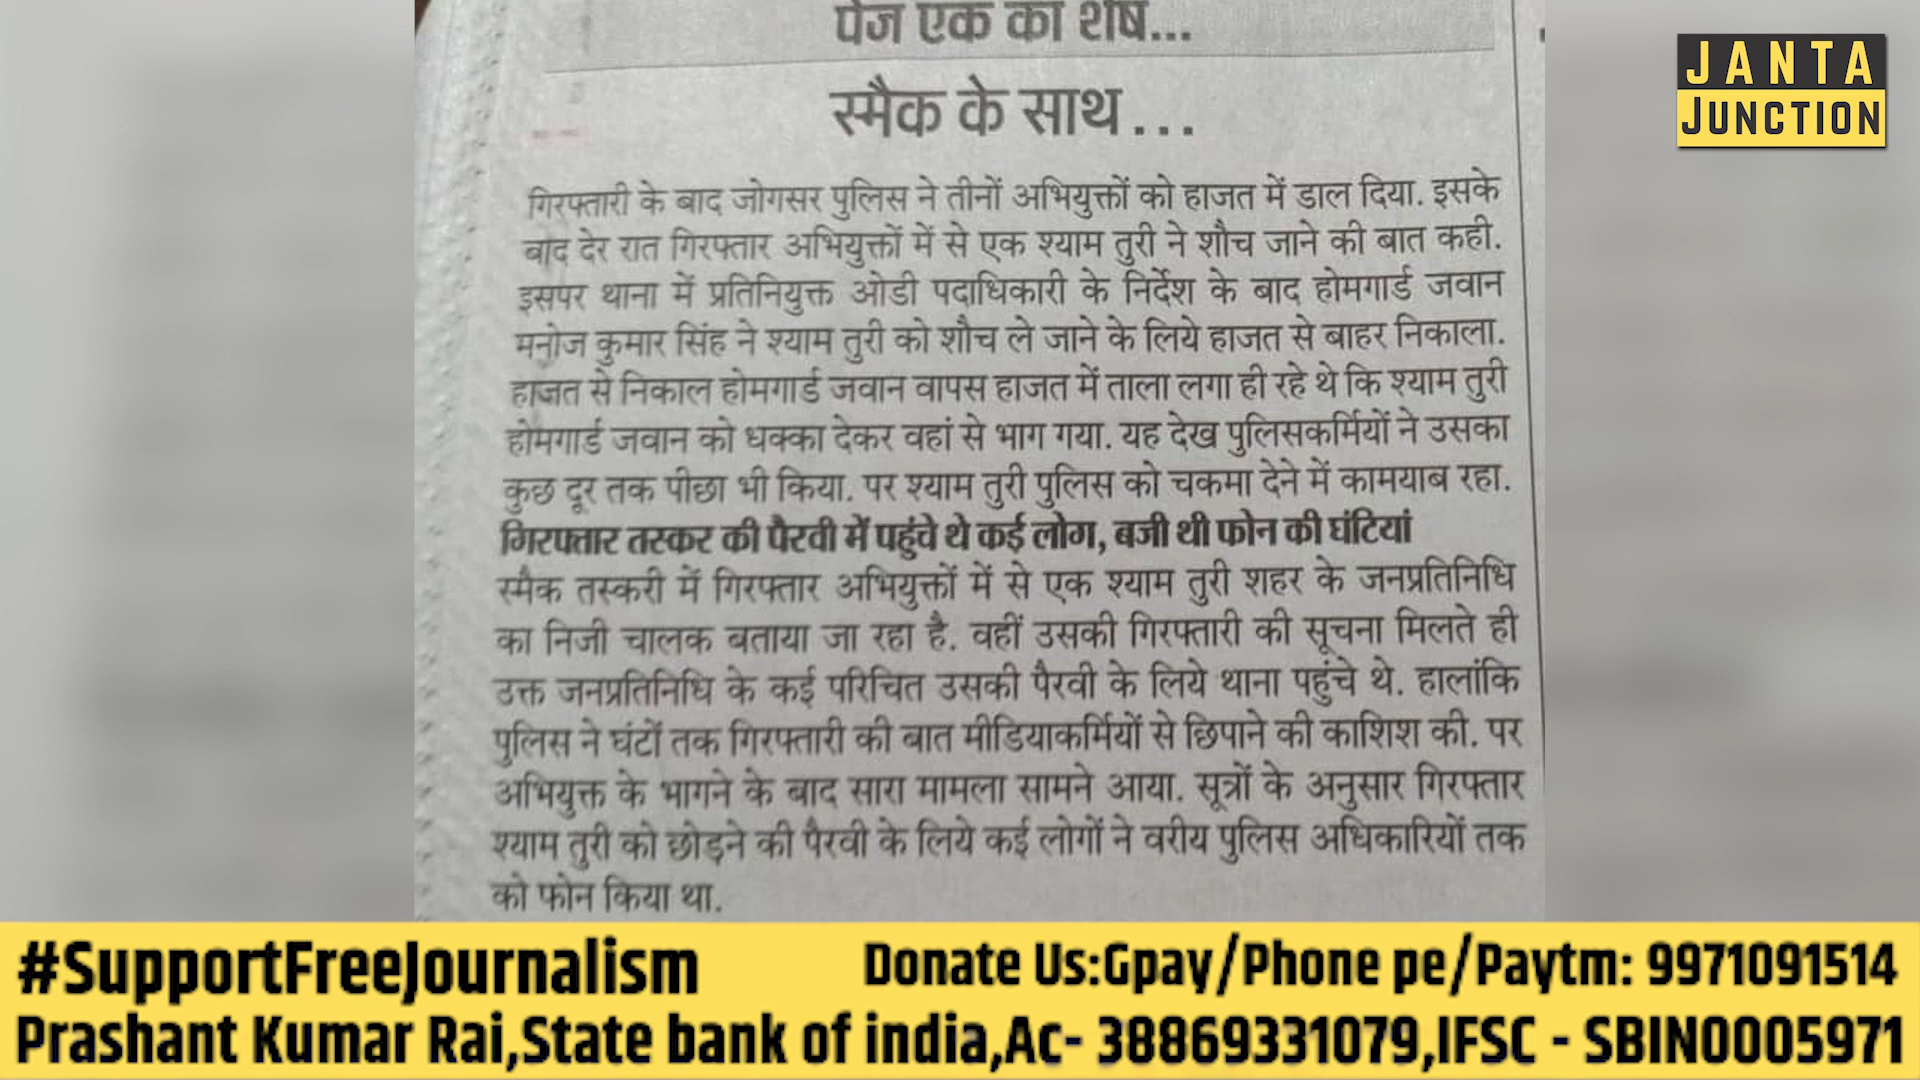 पेज एक का शेष...
स्मैक के साथ...
गिरफ्तारी के बाद जोगसर पुलिस ने तीनों अभियुक्तों को हाजत में डाल दिया. इसके
बाद देर रात गिरफ्तार अभियुक्तों में से एक श्याम तुरी ने शौच जाने की बात कही.
इसपर थाना में प्रतिनियुक्त ओडी पदाधिकारी के निर्देश के बाद होमगार्ड जवान
मनोज कुमार सिंह ने श्याम तुरी को शौच ले जाने के लिये हाजत से बाहर निकाला.
हाजत से निकाल होमगार्ड जवान वापस हाजत में ताला लगा ही रहे थे कि श्याम तुरी
होमगार्ड जवान को धक्का देकर वहां से भाग गया. यह देख पुलिसकर्मियों ने उसका
कुछ दूर तक पीछा भी किया. पर श्याम तुरी पुलिस को चकमा देने में कामयाब रहा.
गिरफ्तार तस्कर की पैरवी में पहुंचे थे कई लोग, बजी थी फोन की घंटियां
स्मैक तस्करी में गिरफ्तार अभियुक्तों में से एक श्याम तुरी शहर के जनप्रतिनिधि
का निजी चालक बताया जा रहा है. वहीं उसकी गिरफ्तारी की सूचना मिलते ही
उक्त जनप्रतिनिधि के कई परिचित उसकी पैरवी के लिये थाना पहुंचे थे. हालांकि
पुलिस ने घंटों तक गिरफ्तारी की बात मीडियाकर्मियों से छिपाने की काशिश की. पर
अभियुक्त के भागने के बाद सारा मामला सामने आया. सूत्रों के अनुसार गिरफ्तार
श्याम तुरी को छोड़ने की पैरवी के लिये कई लोगों ने वरीय पुलिस अधिकारियों तक
को फोन किया था.
JANTA
JUNCTION
#SupportFreeJournalism
Donate Us:Gpay/Phone pe/Paytm: 9971091514
Prashant Kumar Rai,State bank of india,Ac- 38869331079,IFSC - SBIN0005971